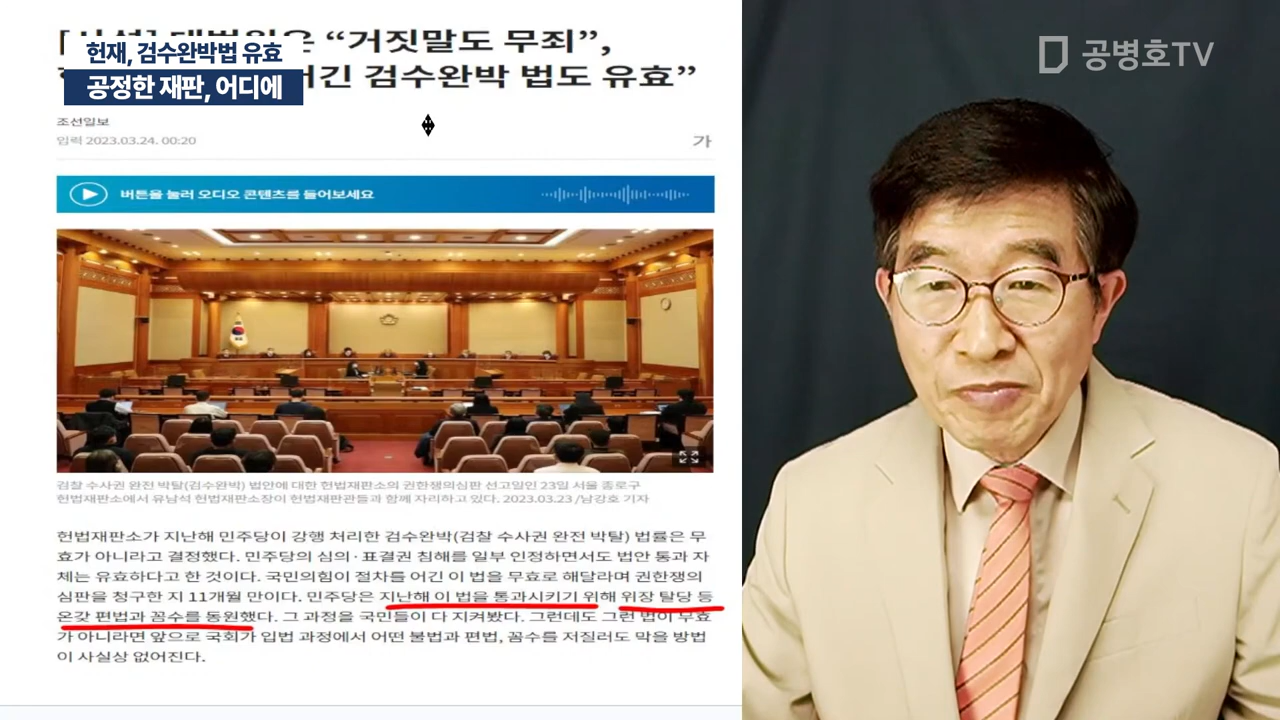 은 “거짓말도 무죄”,
헌재, 검수완박법 유효
어긴 검수완박 법도 유효”
공정한 재판, 어디에
공병호TV
조선일보
입력 2023.03.24. 00:20
가
버튼을 눌러 오디오 콘텐츠를 들어보세요
검찰 수사권 완전 박탈(검수완박) 법안에 대한 헌법재판소의 권한쟁의심판 선고일인 23일 서울 종로구
헌법재판소에서 유남석 헌법재판소장이 헌법재판관들과 함께 자리하고 있다. 2023.03.23 /남강호 기자
헌법재판소가 지난해 민주당이 강행 처리한 검수완박(검찰 수사권 완전 박탈) 법률은 무
효가 아니라고 결정했다. 민주당의 심의·표결권 침해를 일부 인정하면서도 법안 통과 자
체는 유효하다고 한 것이다. 국민의힘이 절차를 어긴 이 법을 무효로 해달라며 권한쟁의
심판을 청구한 지 11개월 만이다. 민주당은 지난해 이 법을 통과시키기 위해 위장 탈당 등
온갖 편법과 꼼수를 동원했다. 그 과정을 국민들이 다 지켜봤다. 그런데도 그런 법이 무효
가 아니라면 앞으로 국회가 입법 과정에서 어떤 불법과 편법, 꼼수를 저질러도 막을 방법
이 사실상 없어진다.